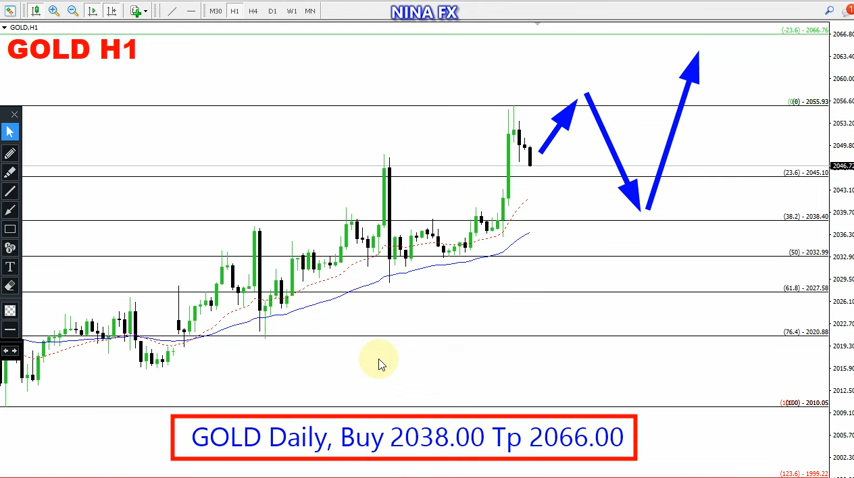 M30 H1 H4 D1 W1 MN
NINA FX
GOLD,H1
GOLD H1
(-23.6) - 2066.76
2066.80
2063.40
2060.00
(0) - 2055.93
2056.60
2053.20
2049.80
2046.72
(23.6) - 2045.10
2043.10
2039.70
(38.2) - 2038.40
2036.30
(50) - 2032.99
2032.90
2029.50
(61.8) - 2027.58
2026.10
2022.70
(76.4) - 2020.88
2019.30
2015.90
2012.50
(100) - 2010.05
2009.10
2005.70
2002.30
(123.6) - 1999.22
T
GOLD Daily, Buy 2038.00 Tp 2066.00